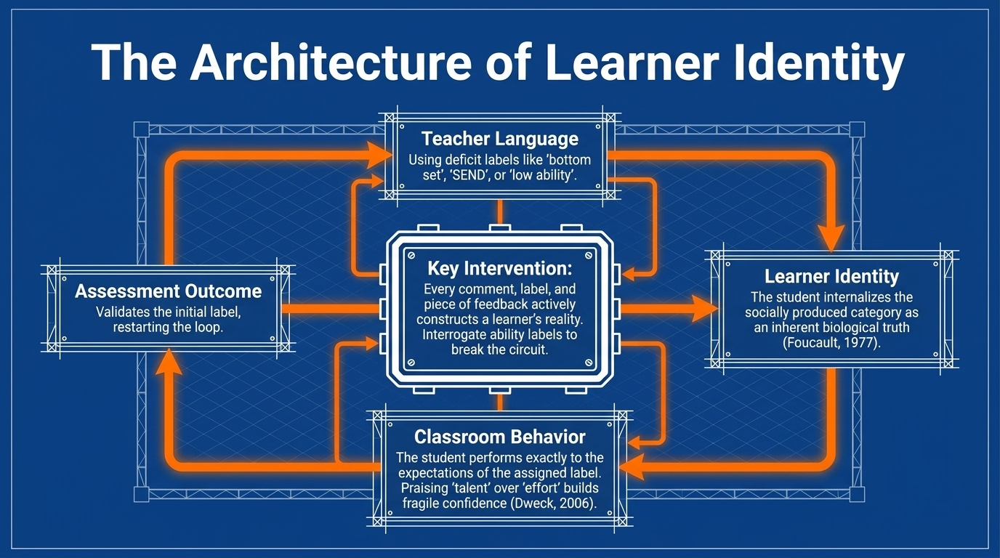 The Architecture of Learner Identity
Teacher Language
Using deficit labels like 'bottom
set', 'SEND', or 'low ability'.
Key Intervention:
Every comment, label, and
piece of feedback actively
constructs a learner's reality.
Interrogate ability labels to
break the circuit.
Assessment Outcome
Validates the initial label,
restarting the loop.
Learner Identity
The student internalizes the
socially produced category as
an inherent biological truth
(Foucault, 1977).
Classroom Behavior
The student performs exactly to the
expectations of the assigned label.
Praising 'talent' over 'effort' builds
fragile confidence (Dweck, 2006).